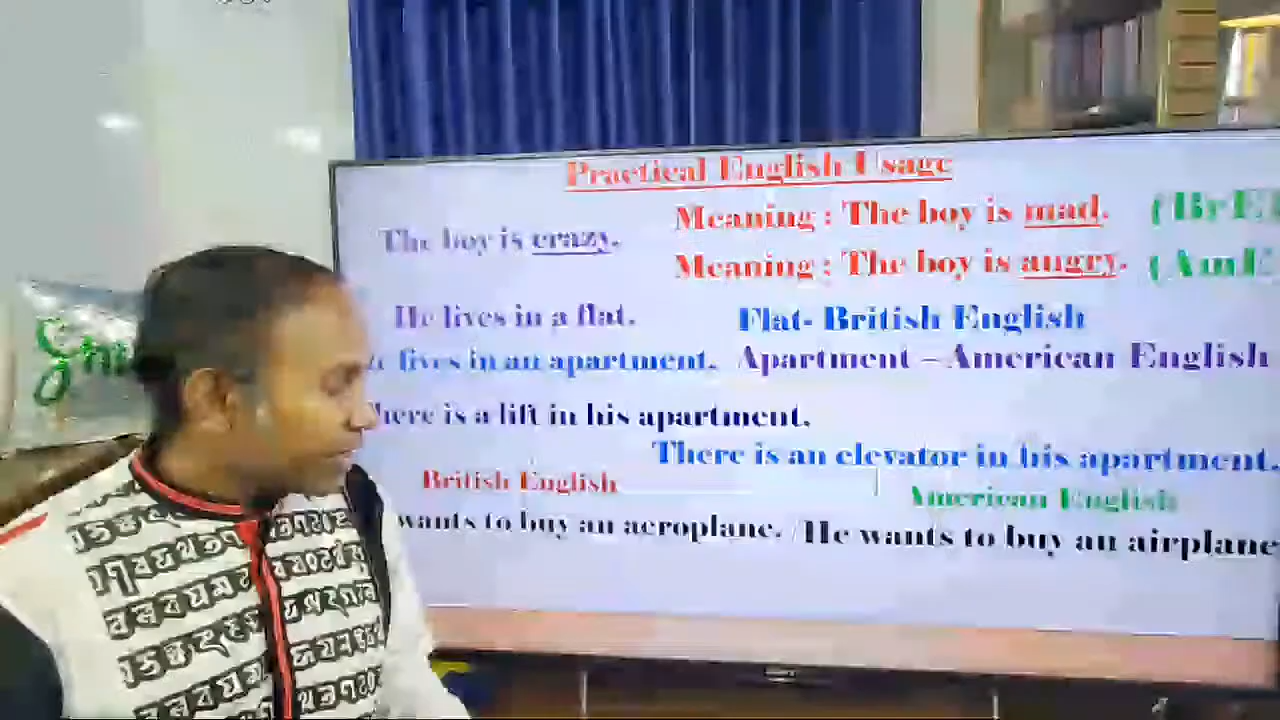 Practical English Usage
The boy is crazy. Meaning : The boy is mad. (BrE
Meaning : The boy is angry. (AmE
He lives in a flat. Flat- British English
lives in an apartment. Apartment – American English
here is a lift in his apartment.
There is an elevator in his apartment.
British English American English
wants to buy an aeroplane. /He wants to buy an airplane